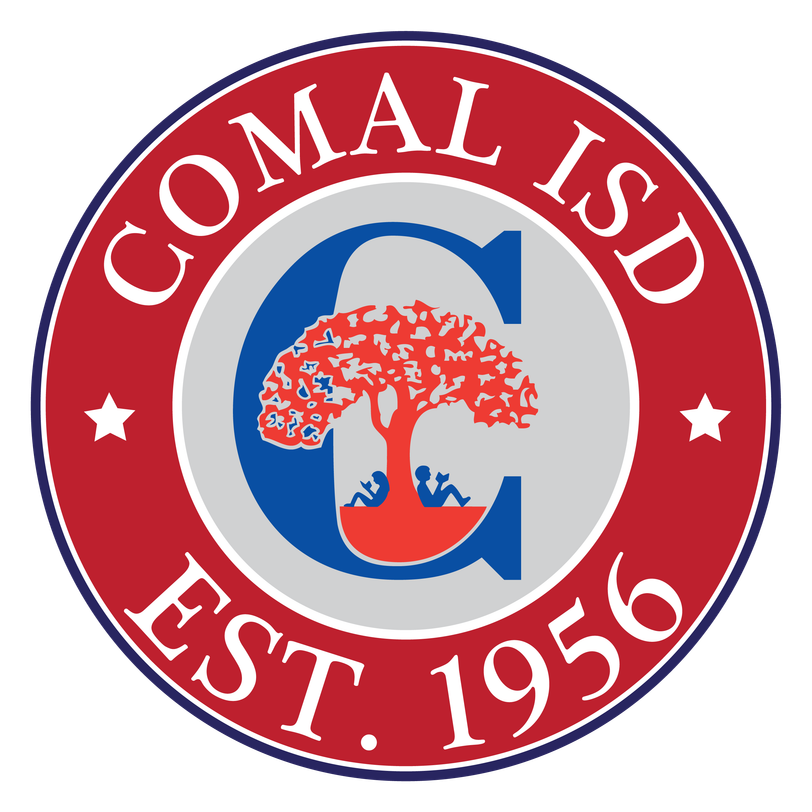 COMAL ISD
C
EST. 1956